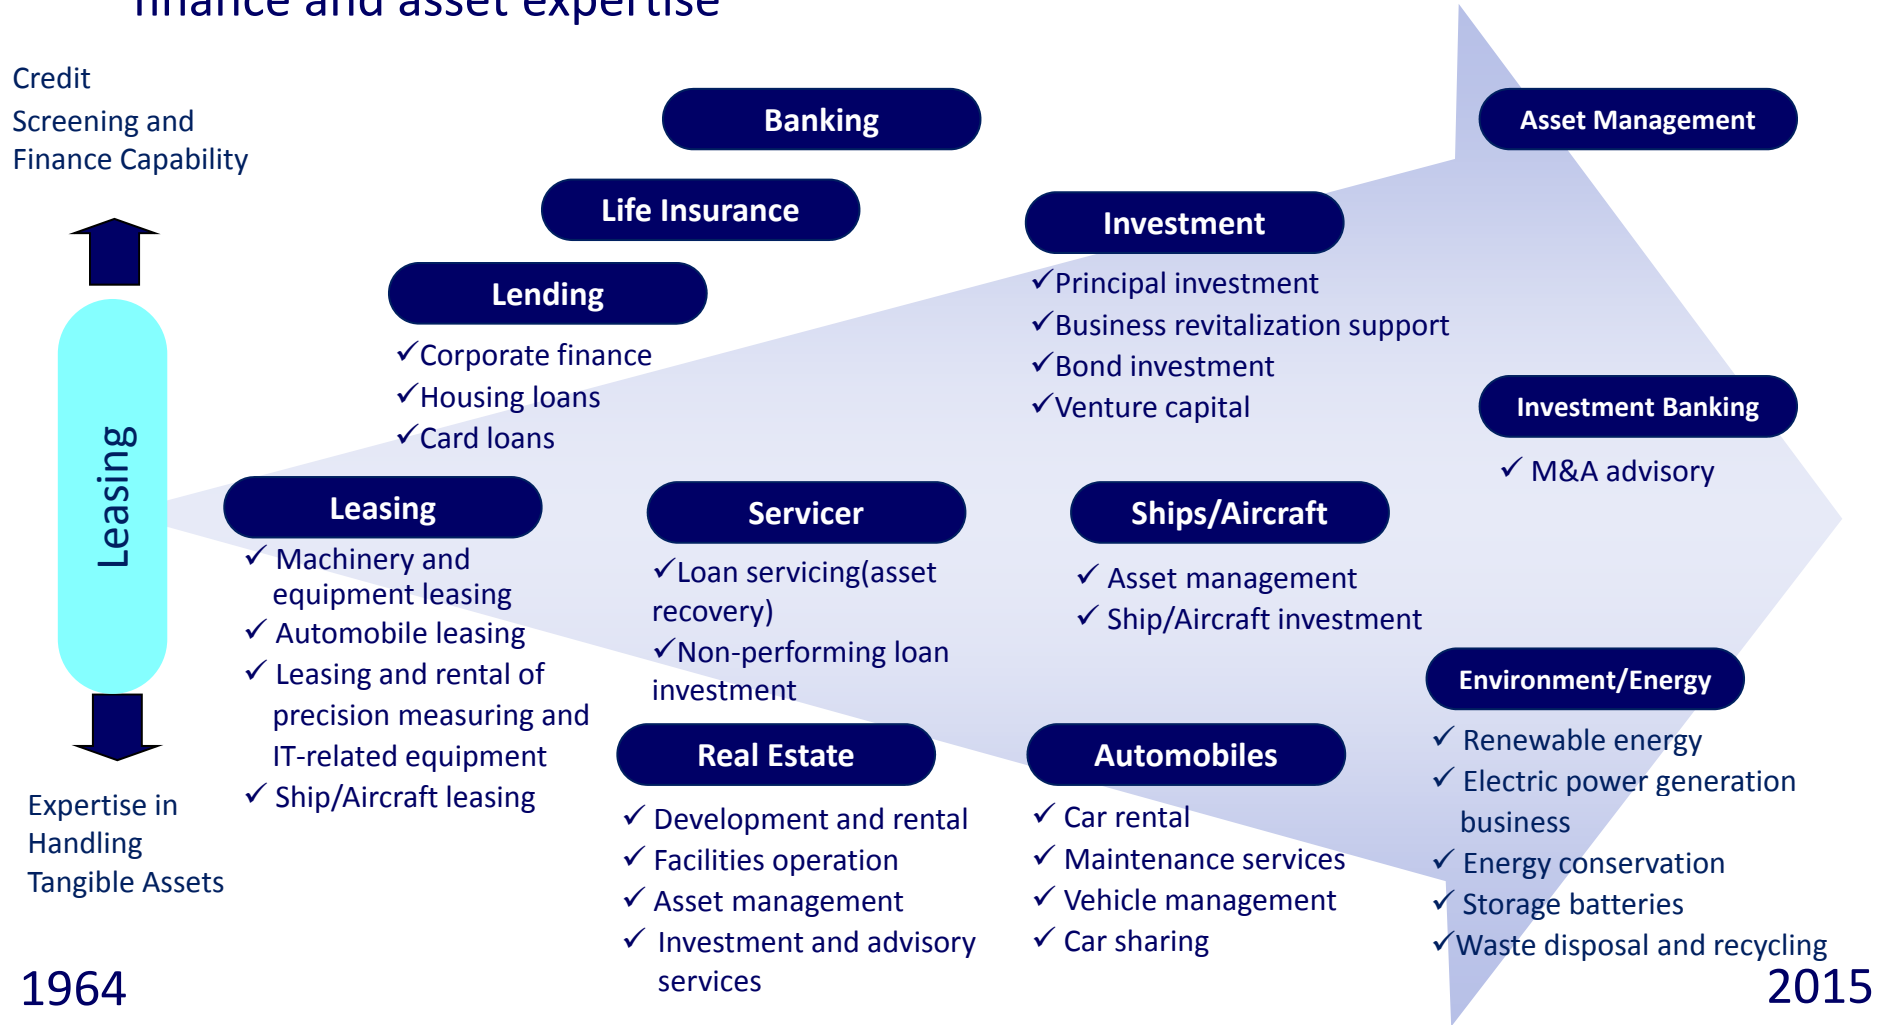 finance and asset expertise
Credit
Screening and
Finance Capability
Leasing
Expertise in
Handling
Tangible Assets
1964
Banking
Life Insurance
Lending
✓Corporate finance
✓Housing loans
✓Card loans
Leasing
✓ Machinery and
equipment leasing
✓ Automobile leasing
✓ Leasing and rental of
precision measuring and
IT-related equipment
✓ Ship/Aircraft leasing
Servicer
✓Loan servicing(asset
recovery)
✓Non-performing loan
investment
Real Estate
✓ Development and rental
✓ Facilities operation
✓ Asset management
✓ Investment and advisory
services
Investment
✓Principal investment
✓Business revitalization support
✓Bond investment
✓Venture capital
Ships/Aircraft
✓ Asset management
✓ Ship/Aircraft investment
Automobiles
✓ Car rental
✓ Maintenance services
✓ Vehicle management
✓ Car sharing
Asset Management
Investment Banking
✓ M&A advisory
Environment/Energy
✓ Renewable energy
✓ Electric power generation
business
✓ Energy conservation
✓ Storage batteries
✓Waste disposal and recycling
2015